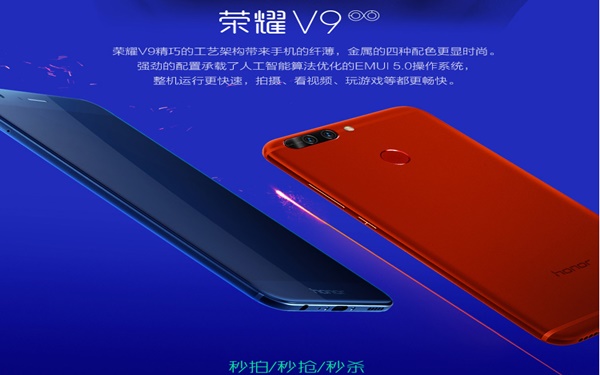 荣耀V9
荣耀V9精巧的工艺架构带来手机的纤薄，金属的四种配色更显时尚。
强劲的配置承载了人工智能算法优化的EMUI 5.0操作系统，
整机运行更快速，拍摄、看视频、玩游戏等都更畅快。
honor
honor
秒拍/秒抢/秒杀